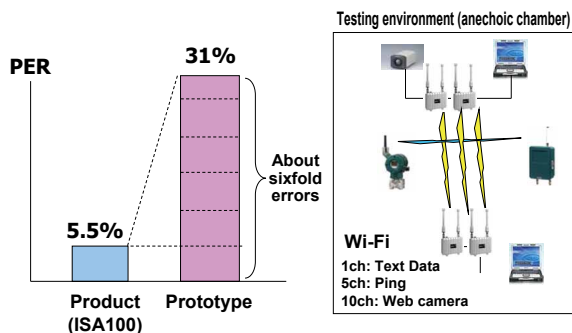 PER
31%
5.5%
About
sixfold
errors
Product
(ISA100)
Prototype
Testing environment (anechoic chamber)
Wi-Fi
1ch: Text Data
5ch: Ping
10ch: Web camera